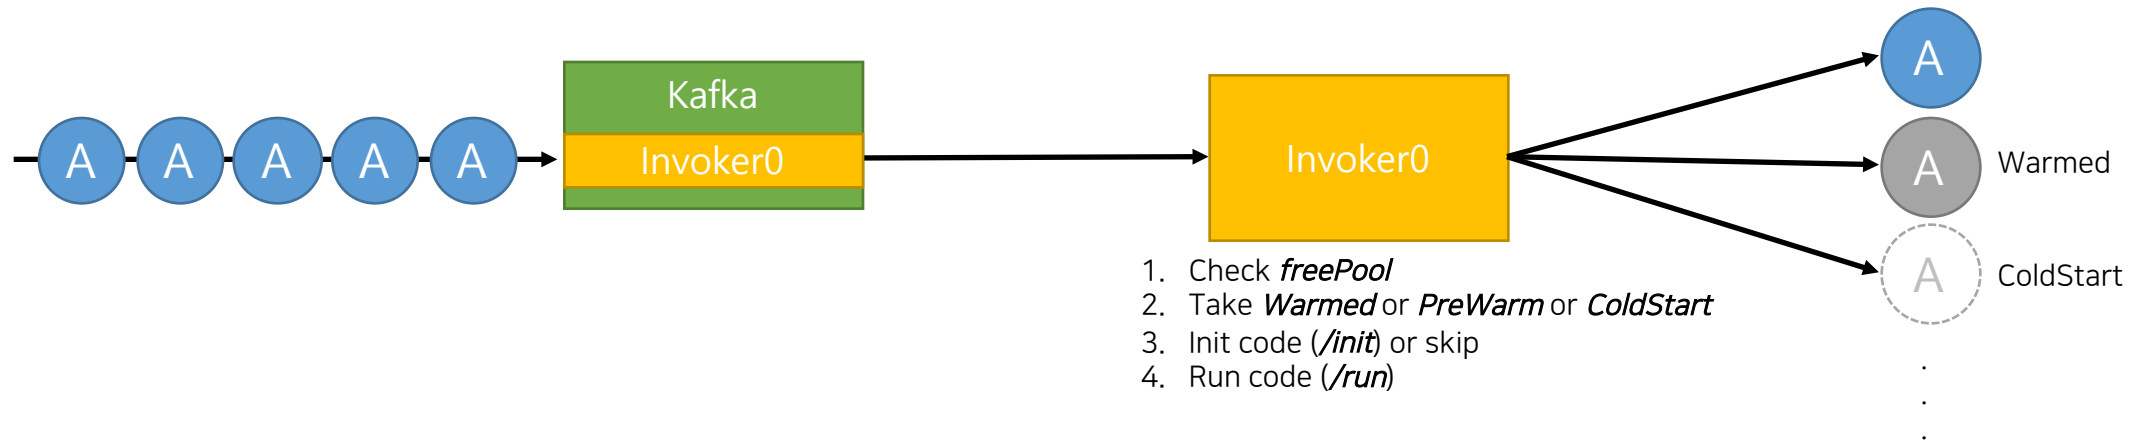 A A A A A
Kafka
Invoker0
Invoker0
1. Check freePool
2. Take Warmed or PreWarm or ColdStart
3. Init code (/init) or skip
4. Run code (/run)
A
A Warmed
A ColdStart
.
.
.